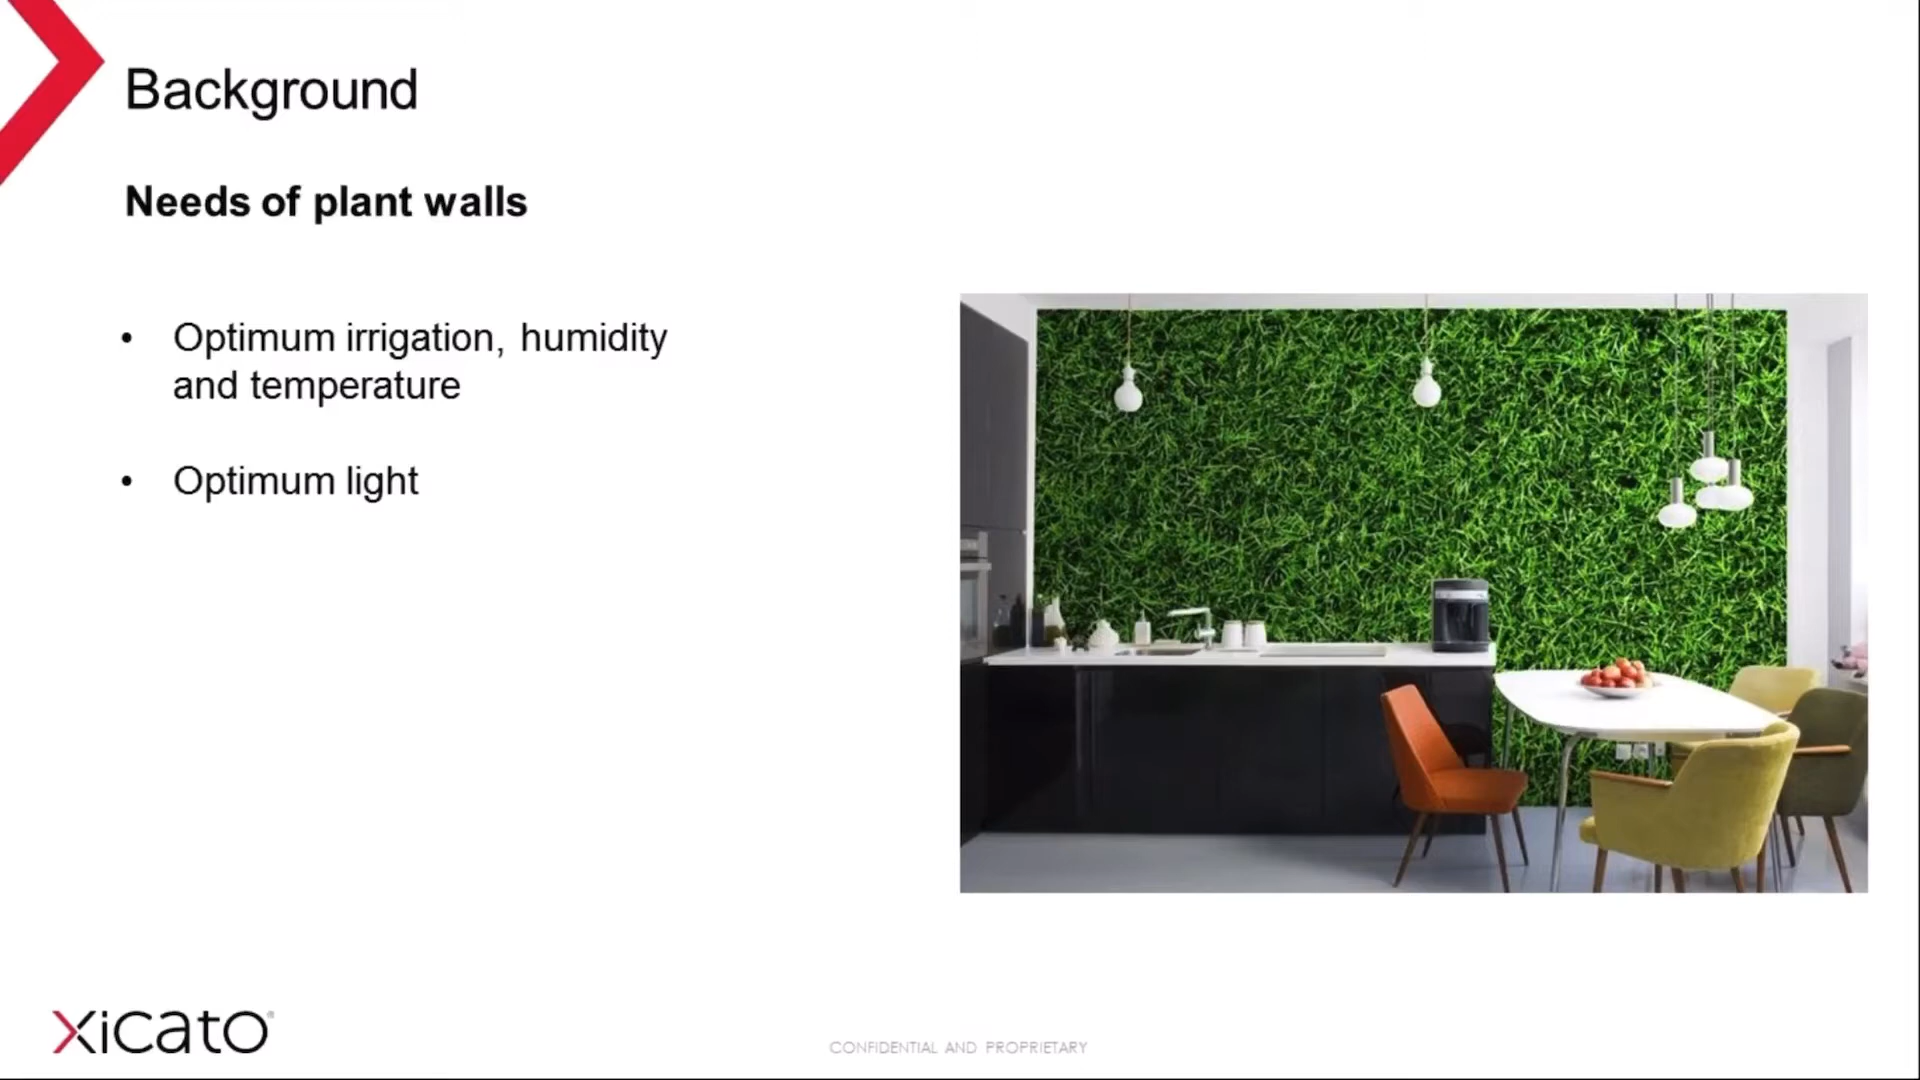 Background
Needs of plant walls
• Optimum irrigation, humidity
and temperature
• Optimum light
xicato®
CONFIDENTIAL AND PROPRIETARY